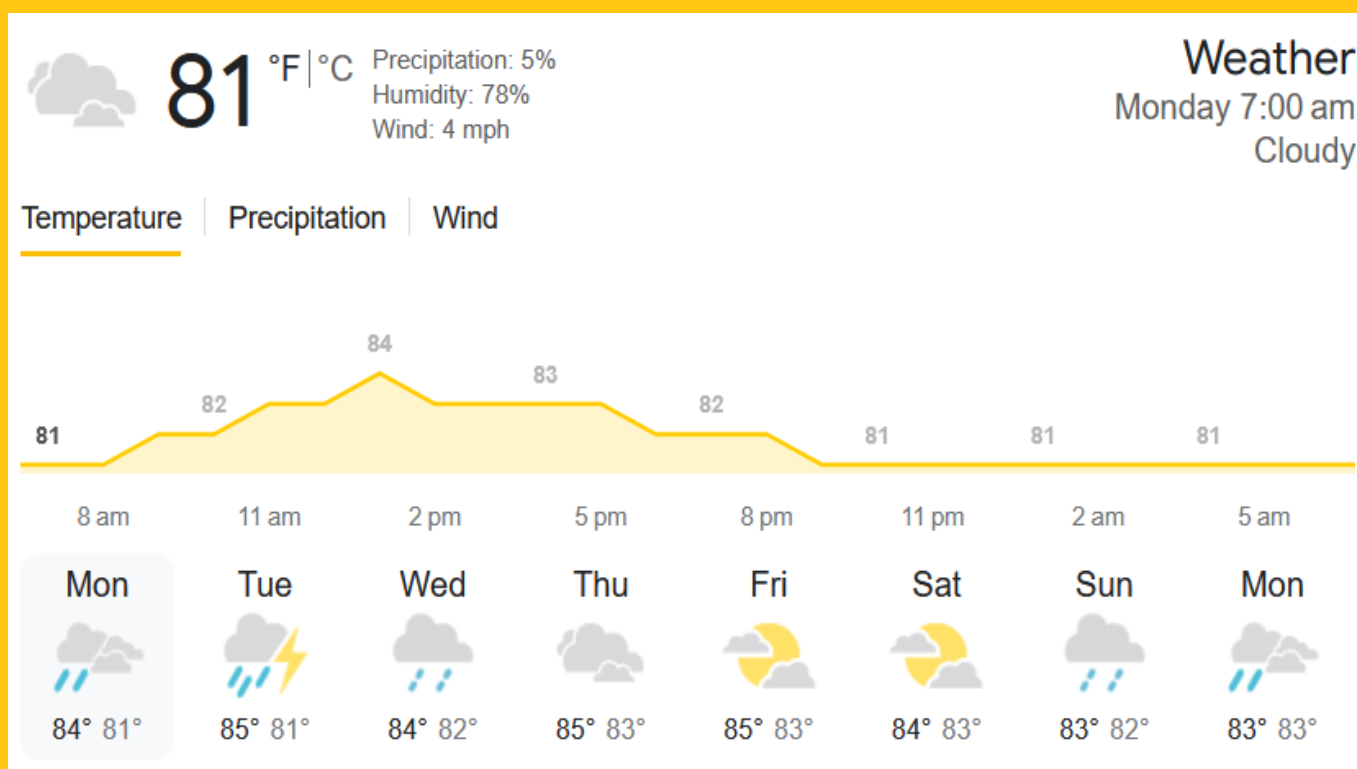 81 °F|°C
Precipitation: 5%
Humidity: 78%
Wind: 4 mph
Weather
Monday 7:00 am
Cloudy
Temperature Precipitation Wind
81 82 84 83 82 81 81 81
8 am 11 am 2 pm 5 pm 8 pm 11 pm 2 am 5 am
Mon Tue Wed Thu Fri Sat Sun Mon
84° 81° 85° 81° 84° 82° 85° 83° 85° 83° 84° 83° 83° 82° 83° 83°